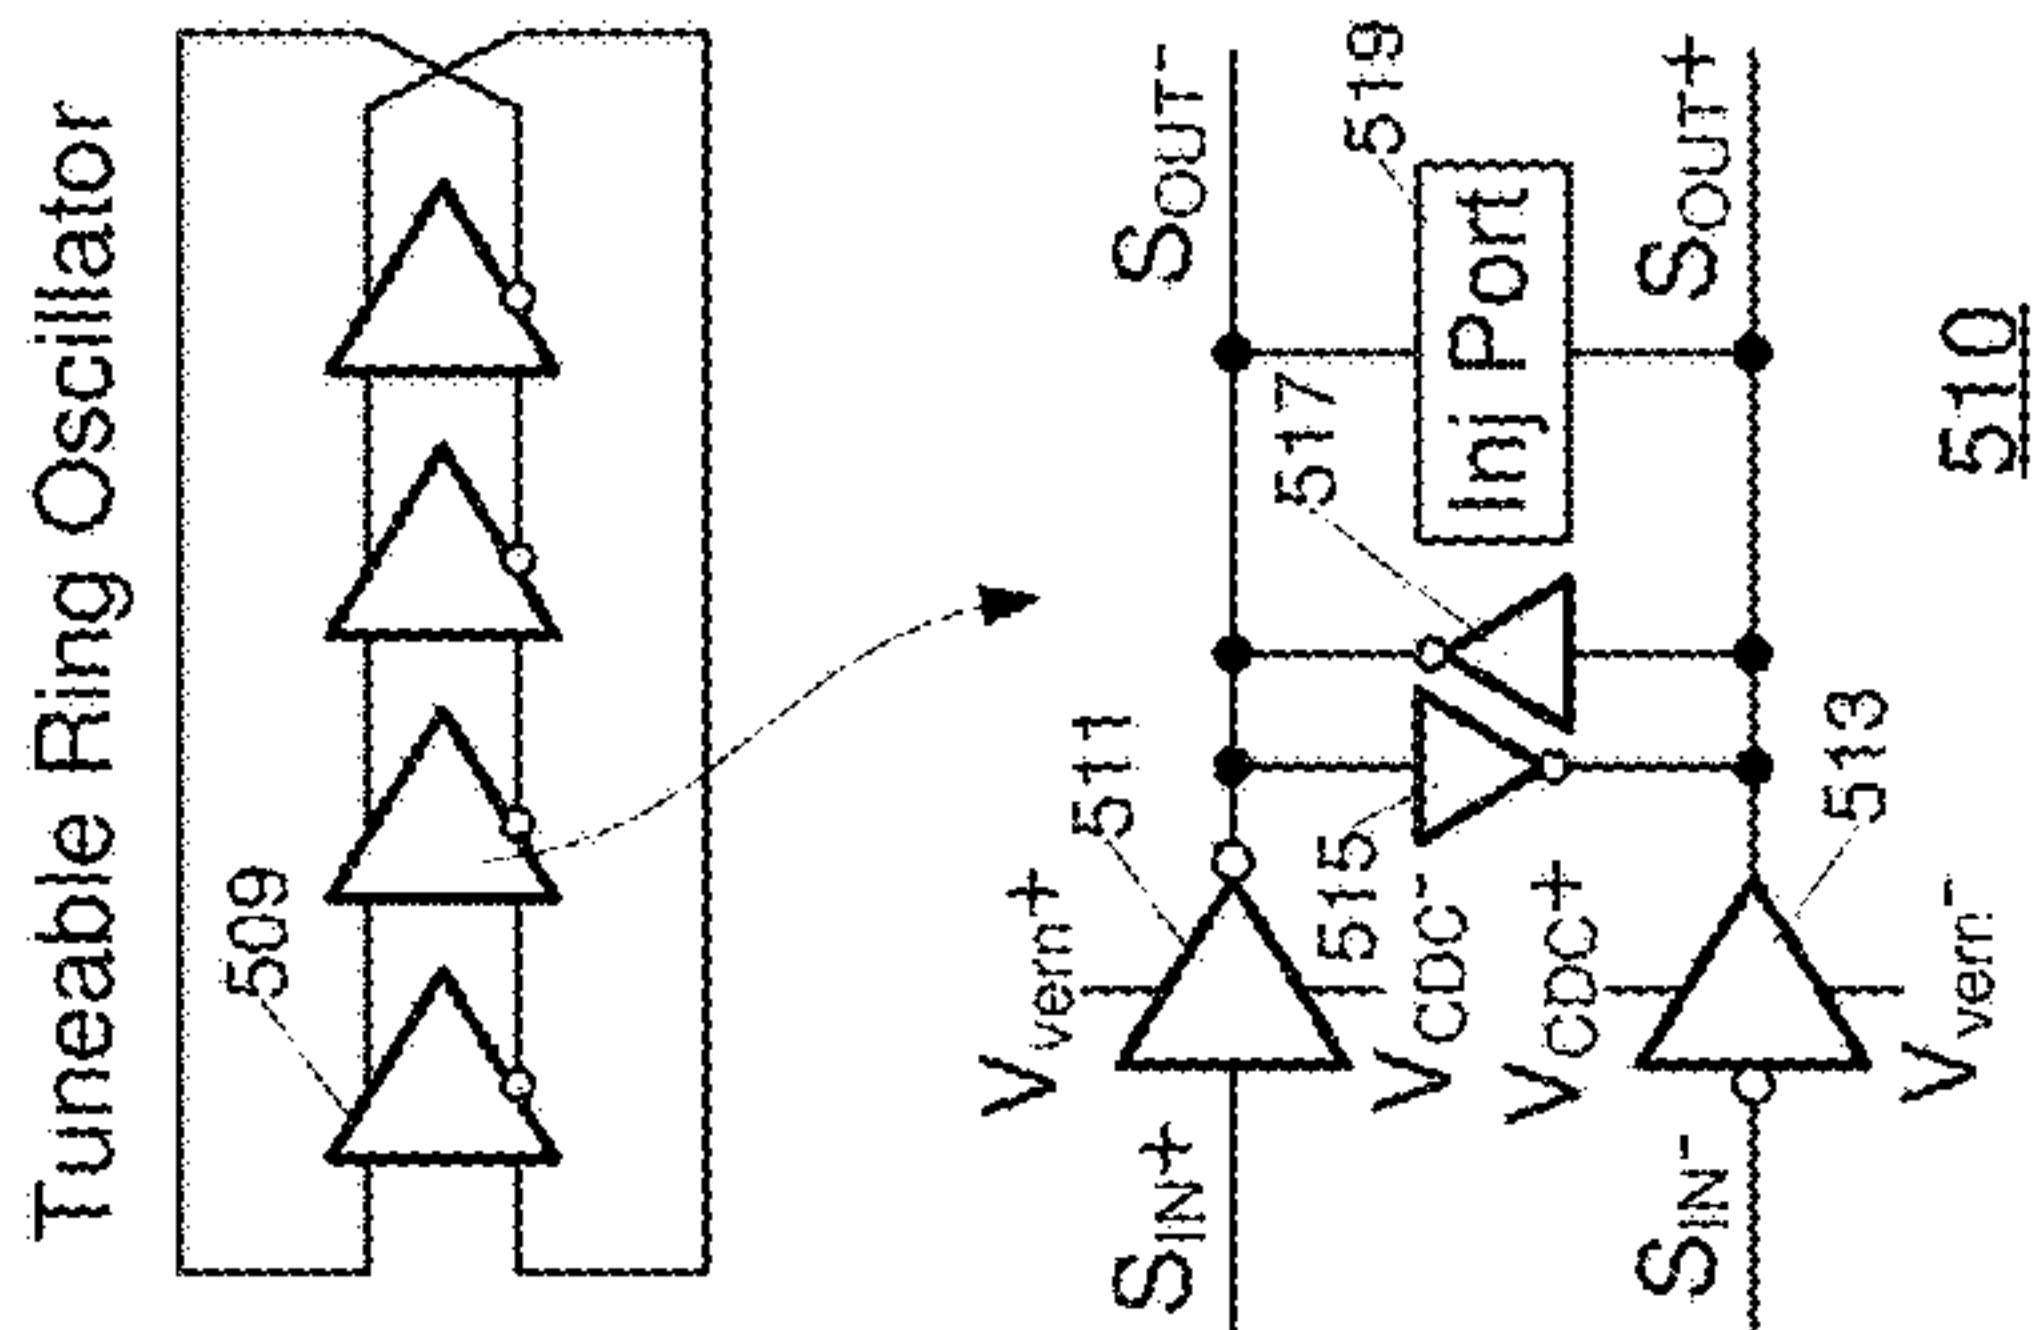 Tuneable Ring Oscillator
509
Vvern+
511
SOUT-
SIN+
515
517
519
VCDC-
Inj Port
VCDC+
513
SIN-
SOUT+
Vvern-
510